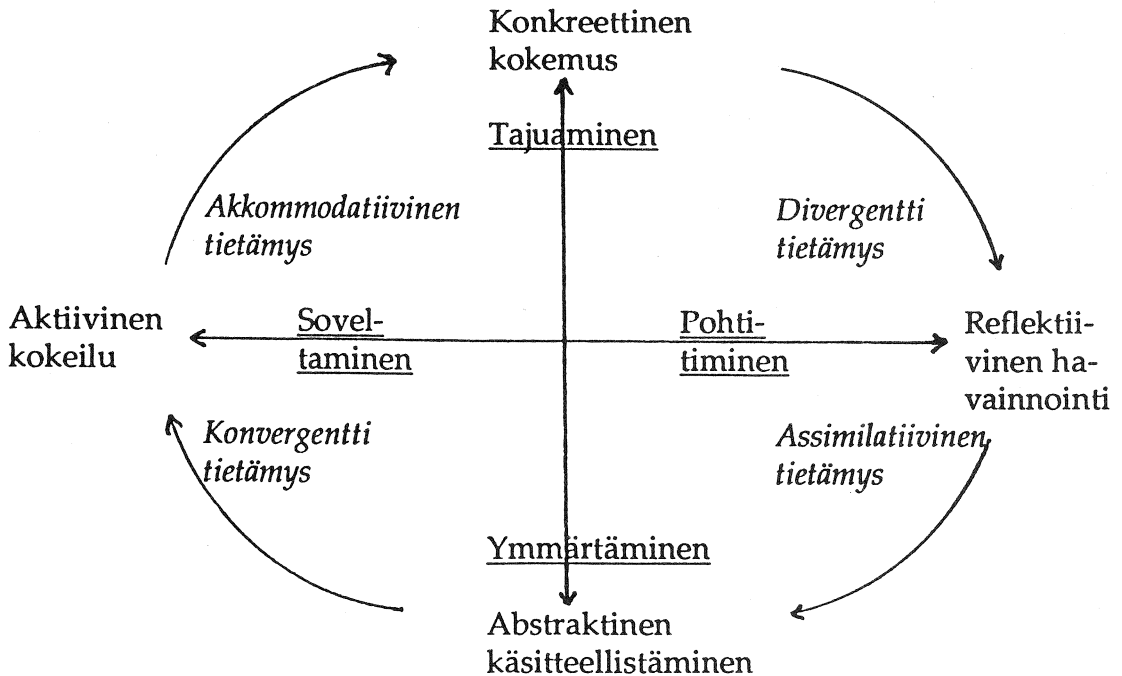 Konkreettinen
kokemus
Tajuaminen
Akkommodatiivinen
tietämys
Divergentti
tietämys
Aktiivinen
kokeilu
Sovel-
taminen
Pohti-
timinen
Reflektii-
vinen ha-
vainnointi
Konvergentti
tietämys
Assimilatiivinen
tietämys
Ymmärtäminen
Abstraktinen
käsitteellistäminen